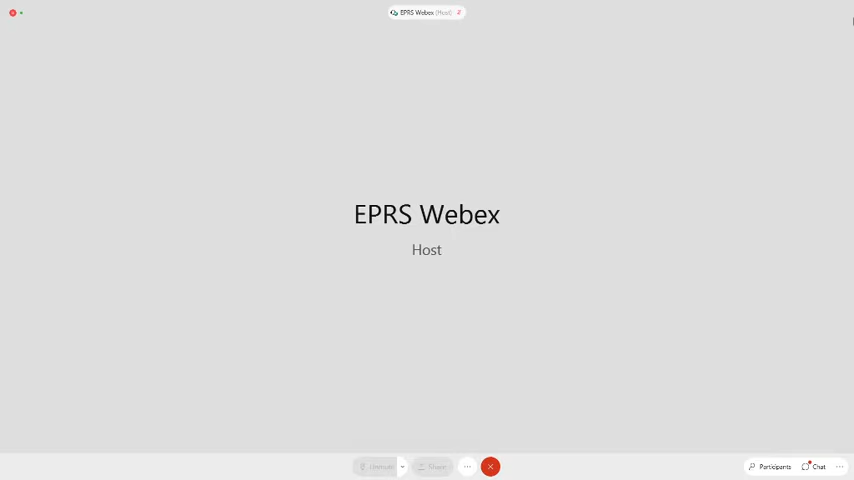 EPRS Webex (Host)
EPRS Webex
Host
Unmute
Share
Participants
Chat